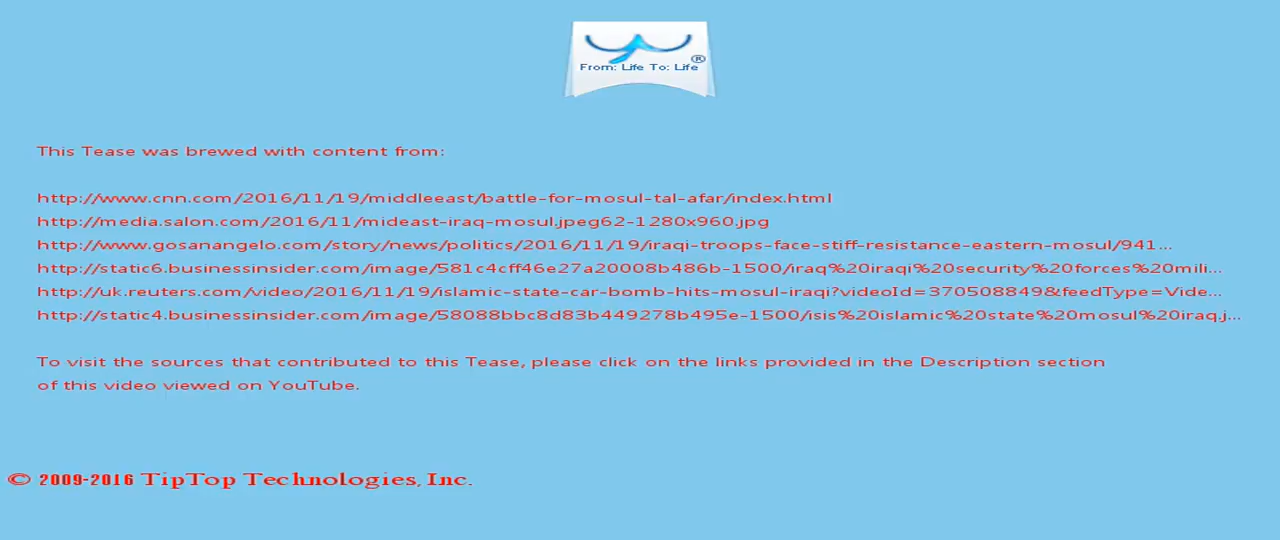 From: Life To: Life®
This Tease was brewed with content from:
http://www.cnn.com/2016/11/19/middleeast/battle-for-mosul-tal-afar/index.html
http://media.salon.com/2016/11/mideast-iraq-mosul.jpeg62-1280x960.jpg
http://www.gosanangelo.com/story/news/politics/2016/11/19/iraqi-troops-face-stiff-resistance-eastern-mosul/941...
http://static6.businessinsider.com/image/581c4cff46e27a20008b486b-1500/iraq%20iraqi%20security%20forces%20mili...
http://uk.reuters.com/video/2016/11/19/islamic-state-car-bomb-hits-mosul-iraqi?videoId=370508849&feedType=Vide...
http://static4.businessinsider.com/image/58088bbc8d83b449278b495e-1500/isis%20islamic%20state%20mosul%20iraq.j...
To visit the sources that contributed to this Tease, please click on the links provided in the Description section
of this video viewed on YouTube.
© 2009-2016 TipTop Technologies, Inc.